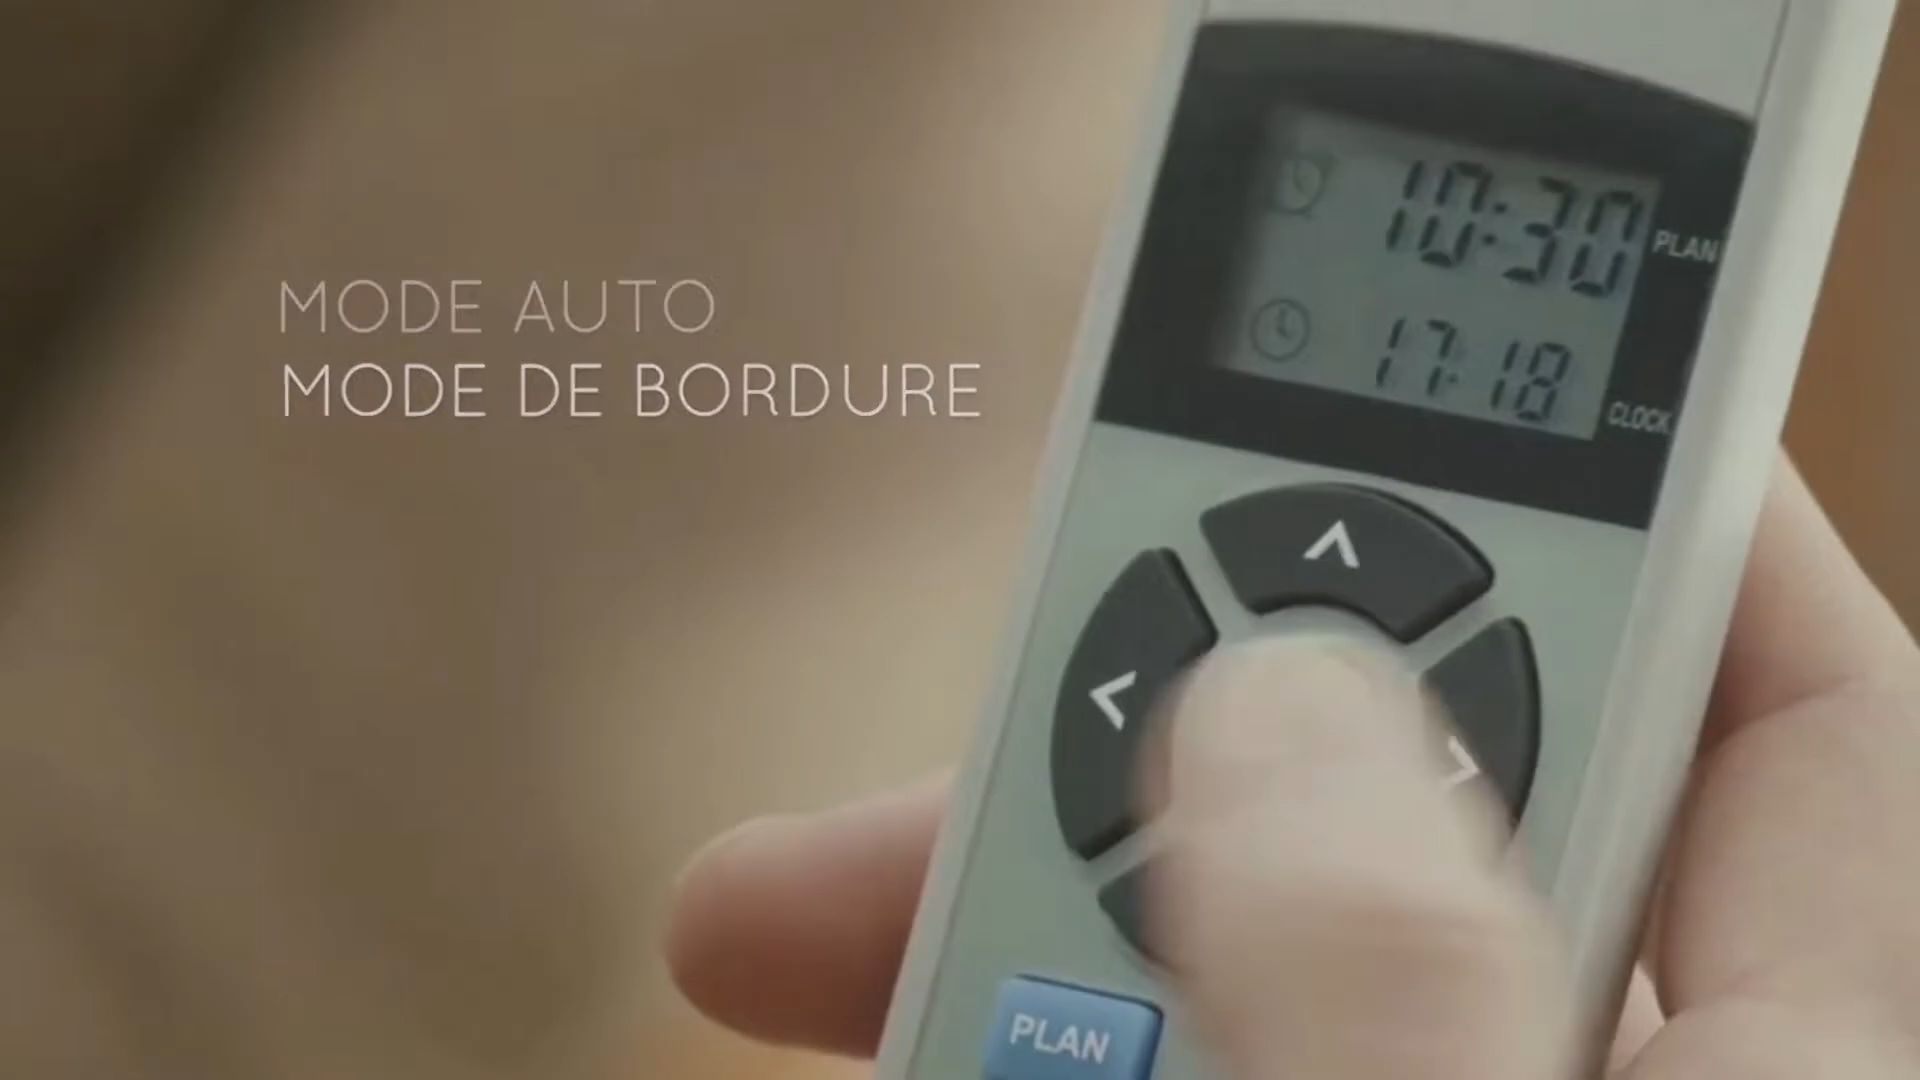 MODE AUTO
MODE DE BORDURE
10:30
PLAN
17:18
CLOCK
PLAN